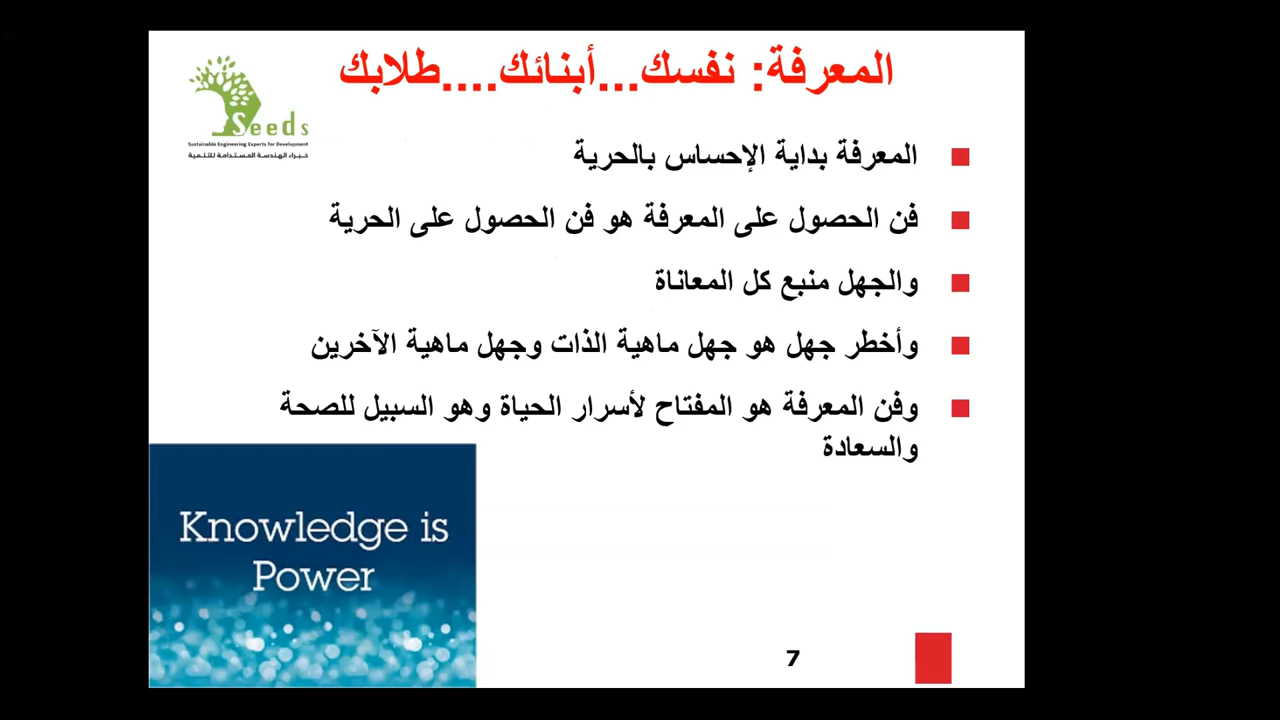 المعرفة: نفسك...أبنائك....طلابك
Seeds
Sustainable Engineering Experts for Development
خبراء الهندسة المستدامة للتنمية
المعرفة بداية الإحساس بالحرية
فن الحصول على المعرفة هو فن الحصول على الحرية
والجهل منبع كل المعاناة
وأخطر جهل هو جهل ماهية الذات وجهل ماهية الآخرين
وفن المعرفة هو المفتاح لأسرار الحياة وهو السبيل للصحة
والسعادة
Knowledge is
Power
7